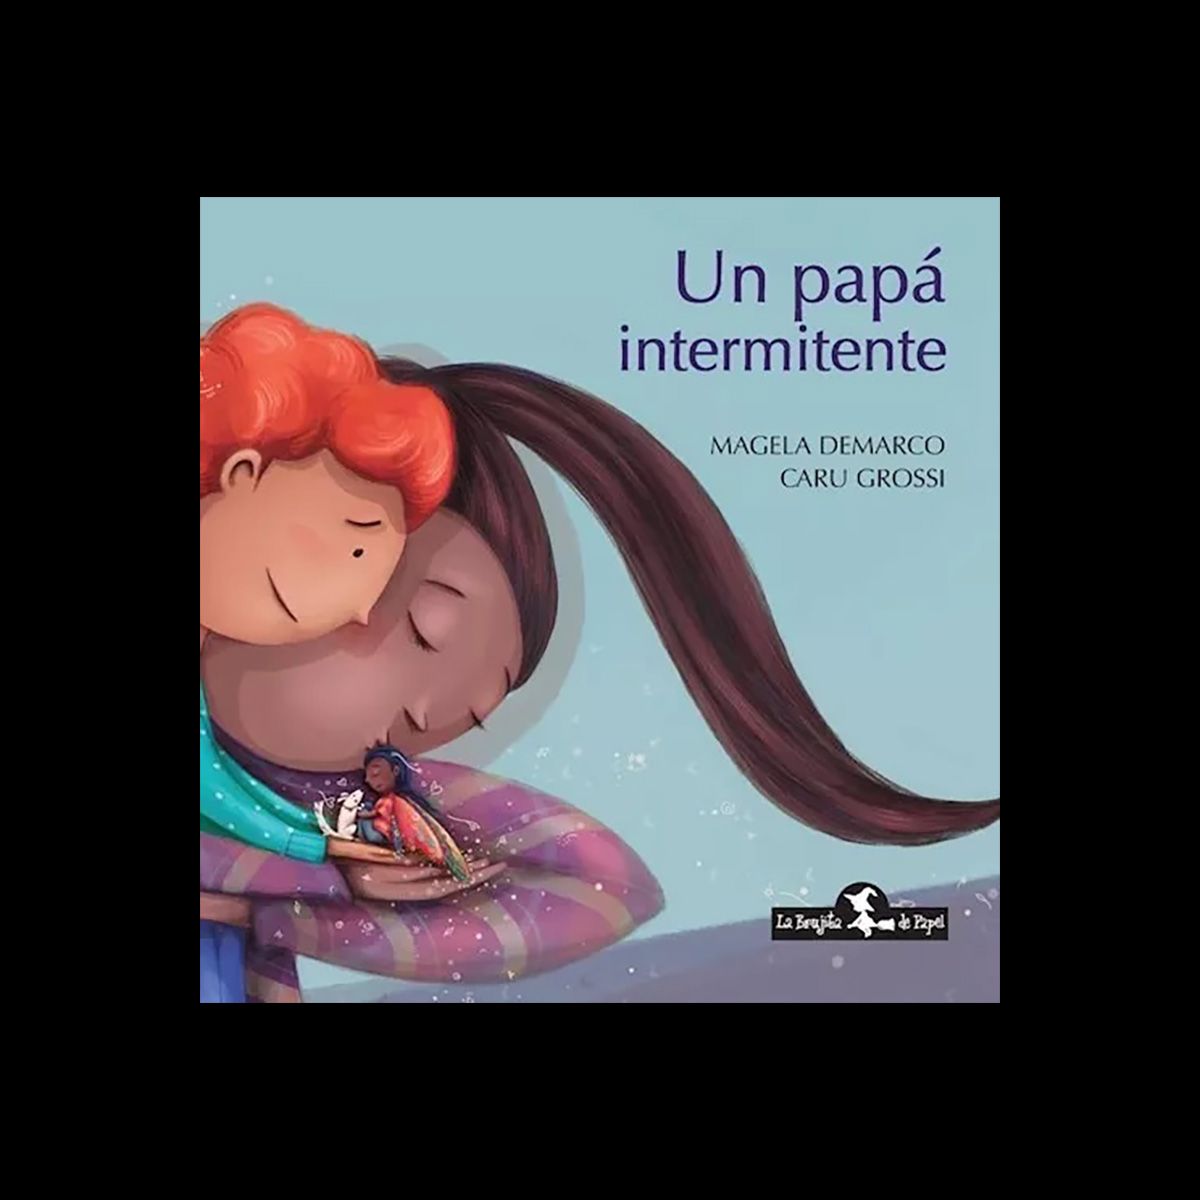 Un papá
intermitente
MAGELA DEMARCO
CARU GROSSI
La Brujita de Papel